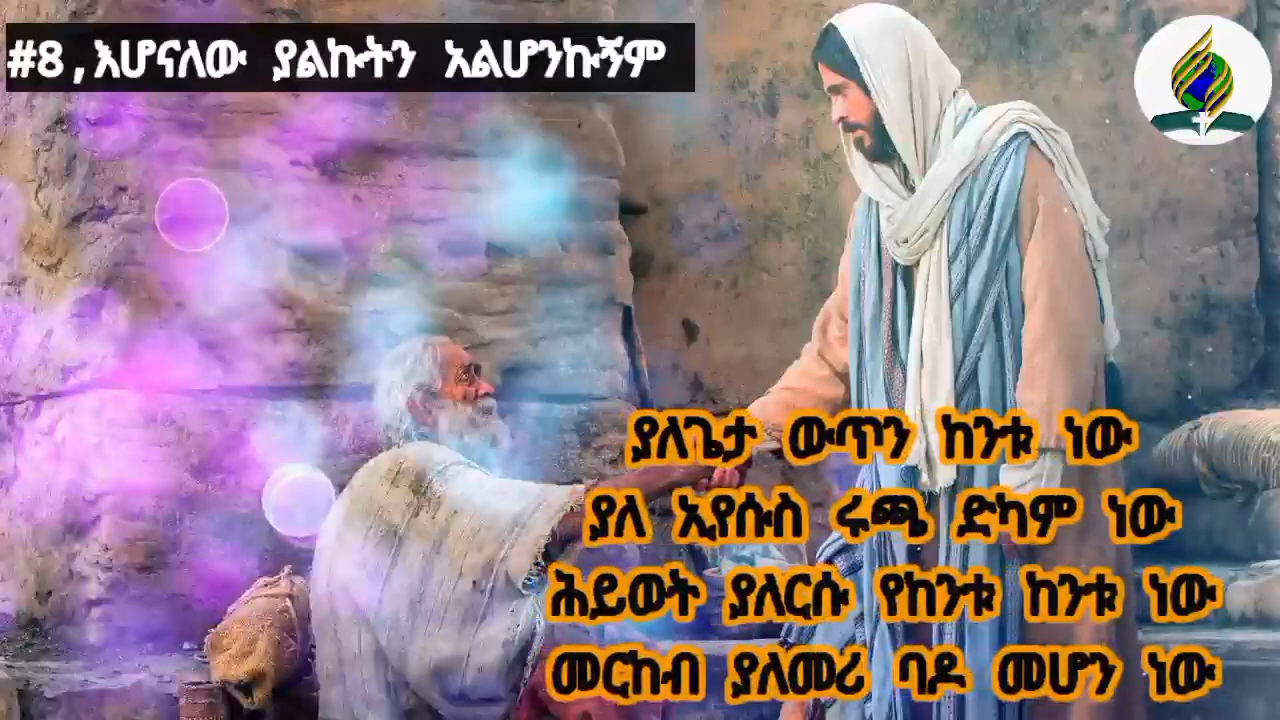 #8,እሆናለው ያልኩትን አልሆንኩኝም
ያለጌታ ውጥን ከንቱ ነው
ያለ ኢየሱስ ሩጫ ድካም ነው
ሕይወት ያለርሱ የከንቱ ከንቱ ነው
መርከብ ያለመሪ ባዶ መሆን ነው